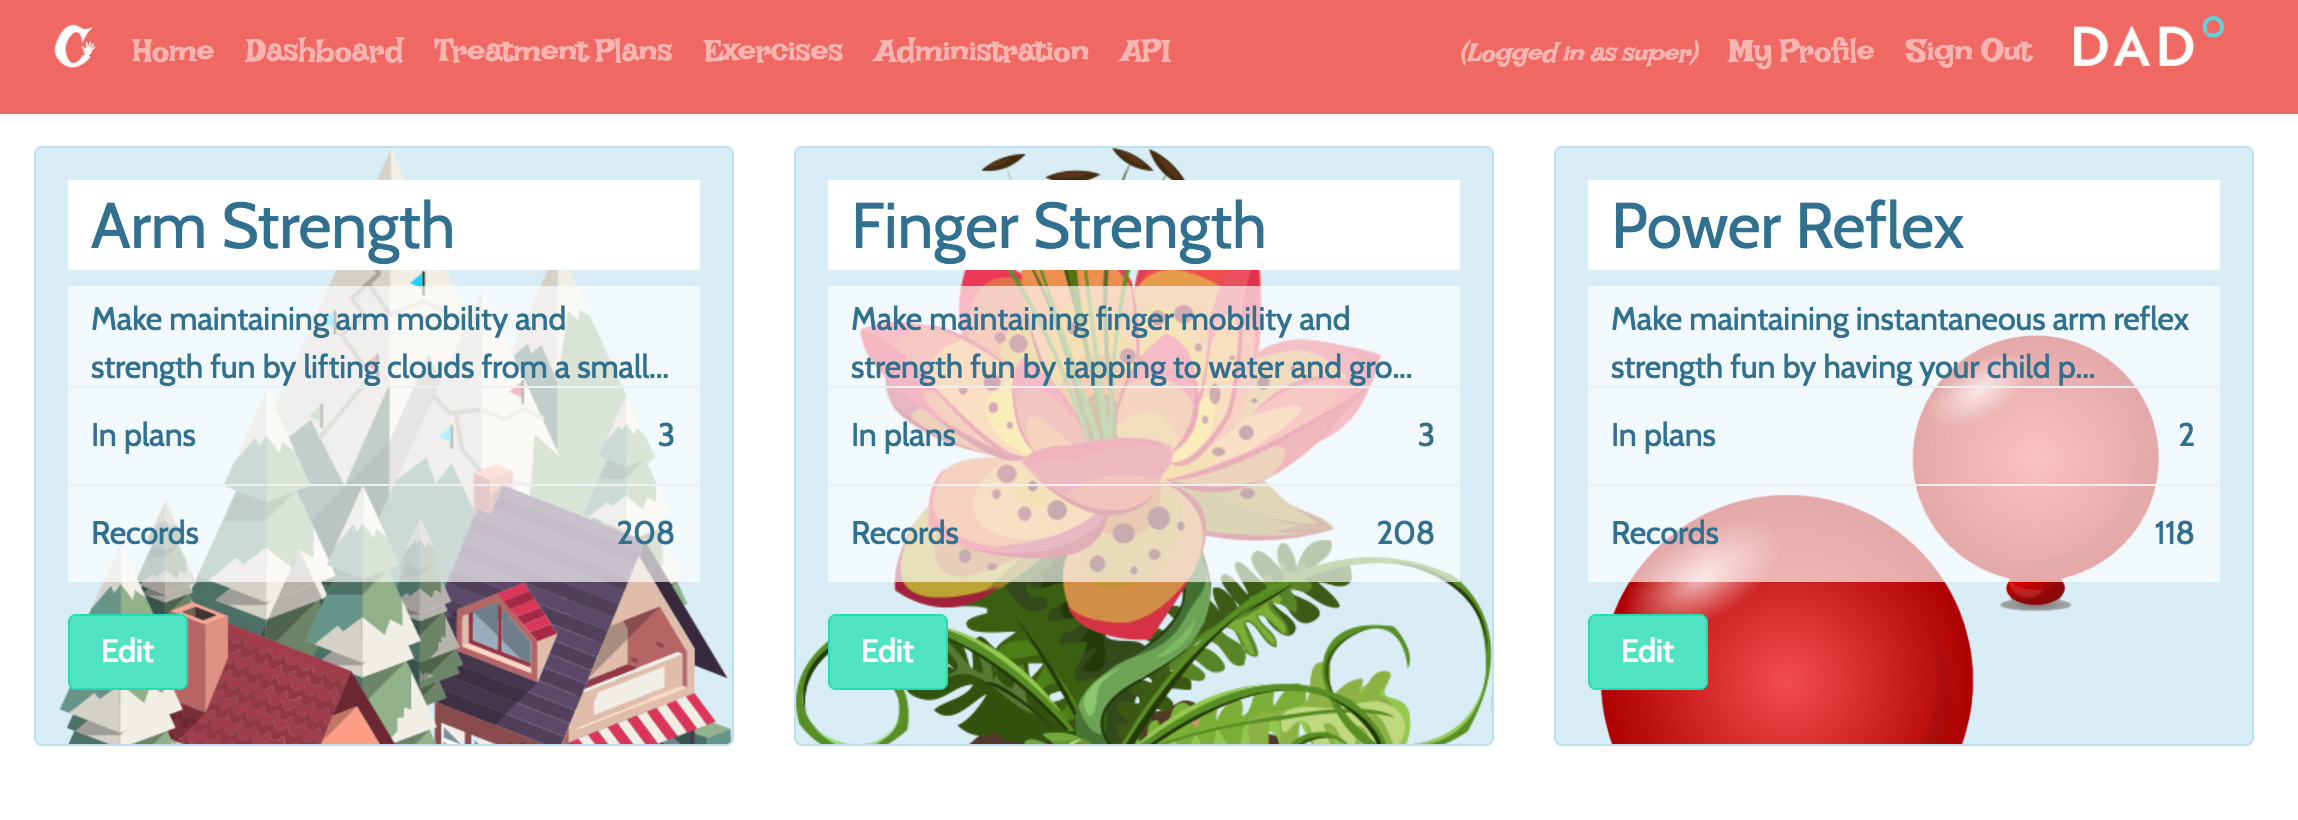 C Home Dashboard Treatment Plans Exercises Administration API (Logged in as super) My Profile Sign Out DAD
Arm Strength
Make maintaining arm mobility and
strength fun by lifting clouds from a small...
In plans 3
Records 208
Edit
Finger Strength
Make maintaining finger mobility and
strength fun by tapping to water and gro...
In plans 3
Records 208
Edit
Power Reflex
Make maintaining instantaneous arm reflex
strength fun by having your child p...
In plans 2
Records 118
Edit